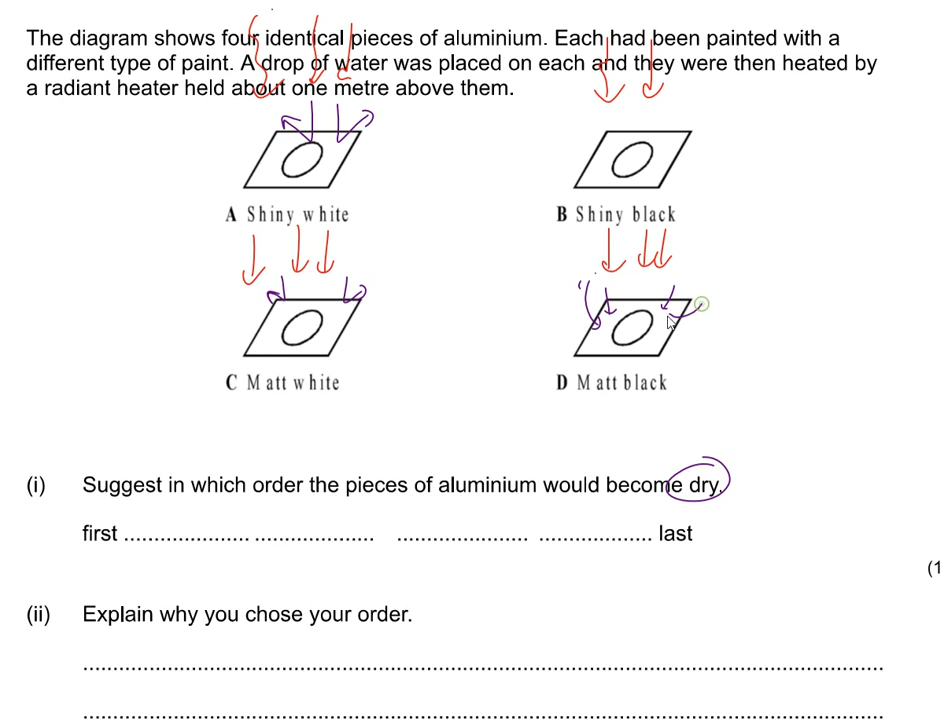 The diagram shows four identical pieces of aluminium. Each had been painted with a
different type of paint. A drop of water was placed on each and they were then heated by
a radiant heater held about one metre above them.
A Shiny white
B Shiny black
C Matt white
D Matt black
(i) Suggest in which order the pieces of aluminium would become dry.
first ..................... .................... ...................... ................... last
(1
(ii) Explain why you chose your order.